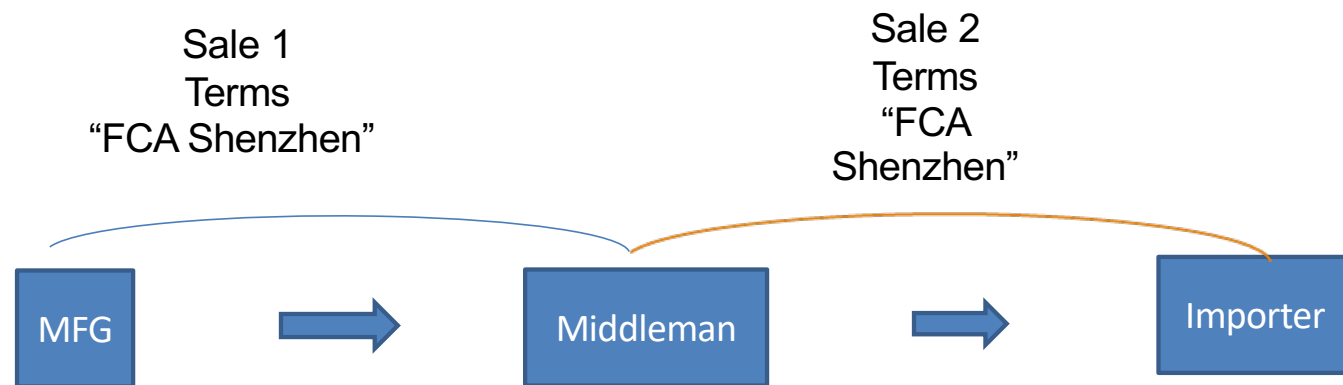 Sale 1
Terms
“FCA Shenzhen”
Sale 2
Terms
“FCA
Shenzhen”
MFG
Middleman
Importer